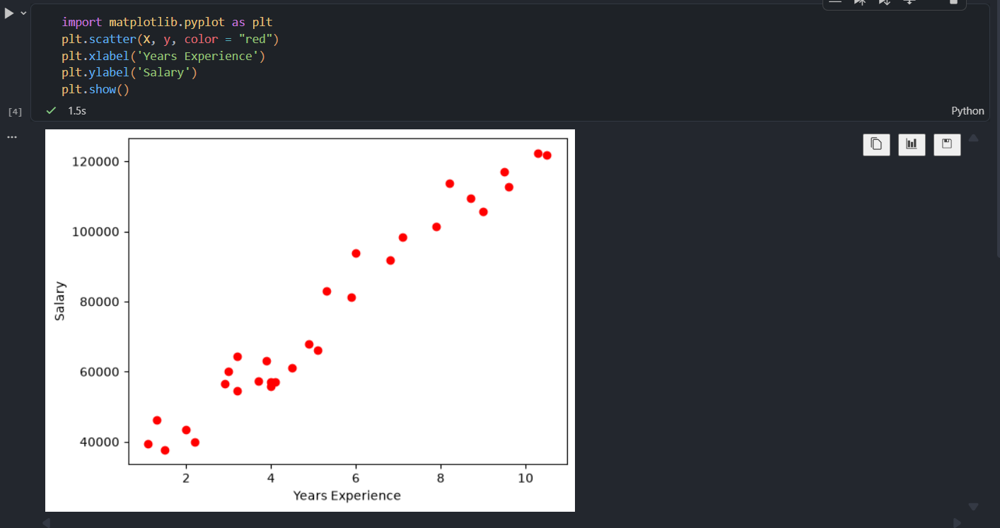 import matplotlib.pyplot as plt
plt.scatter(X, y, color = "red")
plt.xlabel('Years Experience')
plt.ylabel('Salary')
plt.show()
[4]
1.5s
Python
120000
100000
80000
60000
40000
Salary
2 4 6 8 10
Years Experience